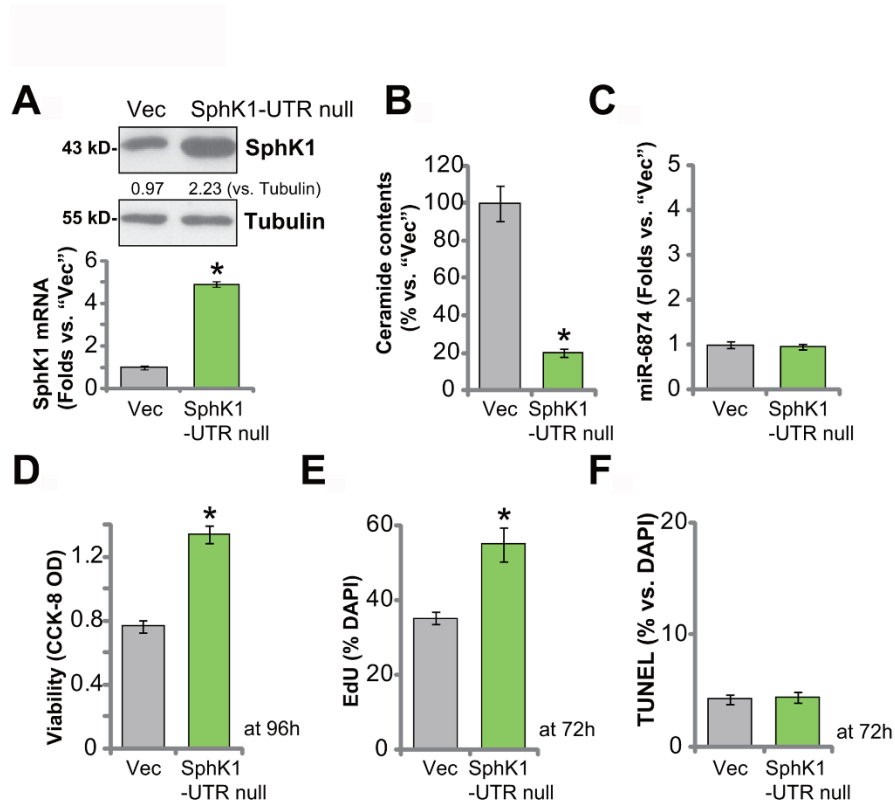 A
Vec SphK1-UTR null
43 kD- SphK1
0.97 2.23 (vs. Tubulin)
55 kD- Tubulin
SphK1 mRNA
(Folds vs. “Vec”)
6
4
2
0
*
Vec SphK1
-UTR null
B
Ceramide contents
(% vs. “Vec”)
120
100
80
60
40
20
0
*
Vec SphK1
-UTR null
C
miR-6874 (Folds vs. “Vec”)
5
4
3
2
1
0
Vec SphK1
-UTR null
D
Viability (CCK-8 OD)
1.2
0.8
0.4
0
*
at 96h
Vec SphK1
-UTR null
E
EdU (% DAPI)
60
40
20
0
*
at 72h
Vec SphK1
-UTR null
F
TUNEL (% vs. DAPI)
20
10
0
at 72h
Vec SphK1
-UTR null